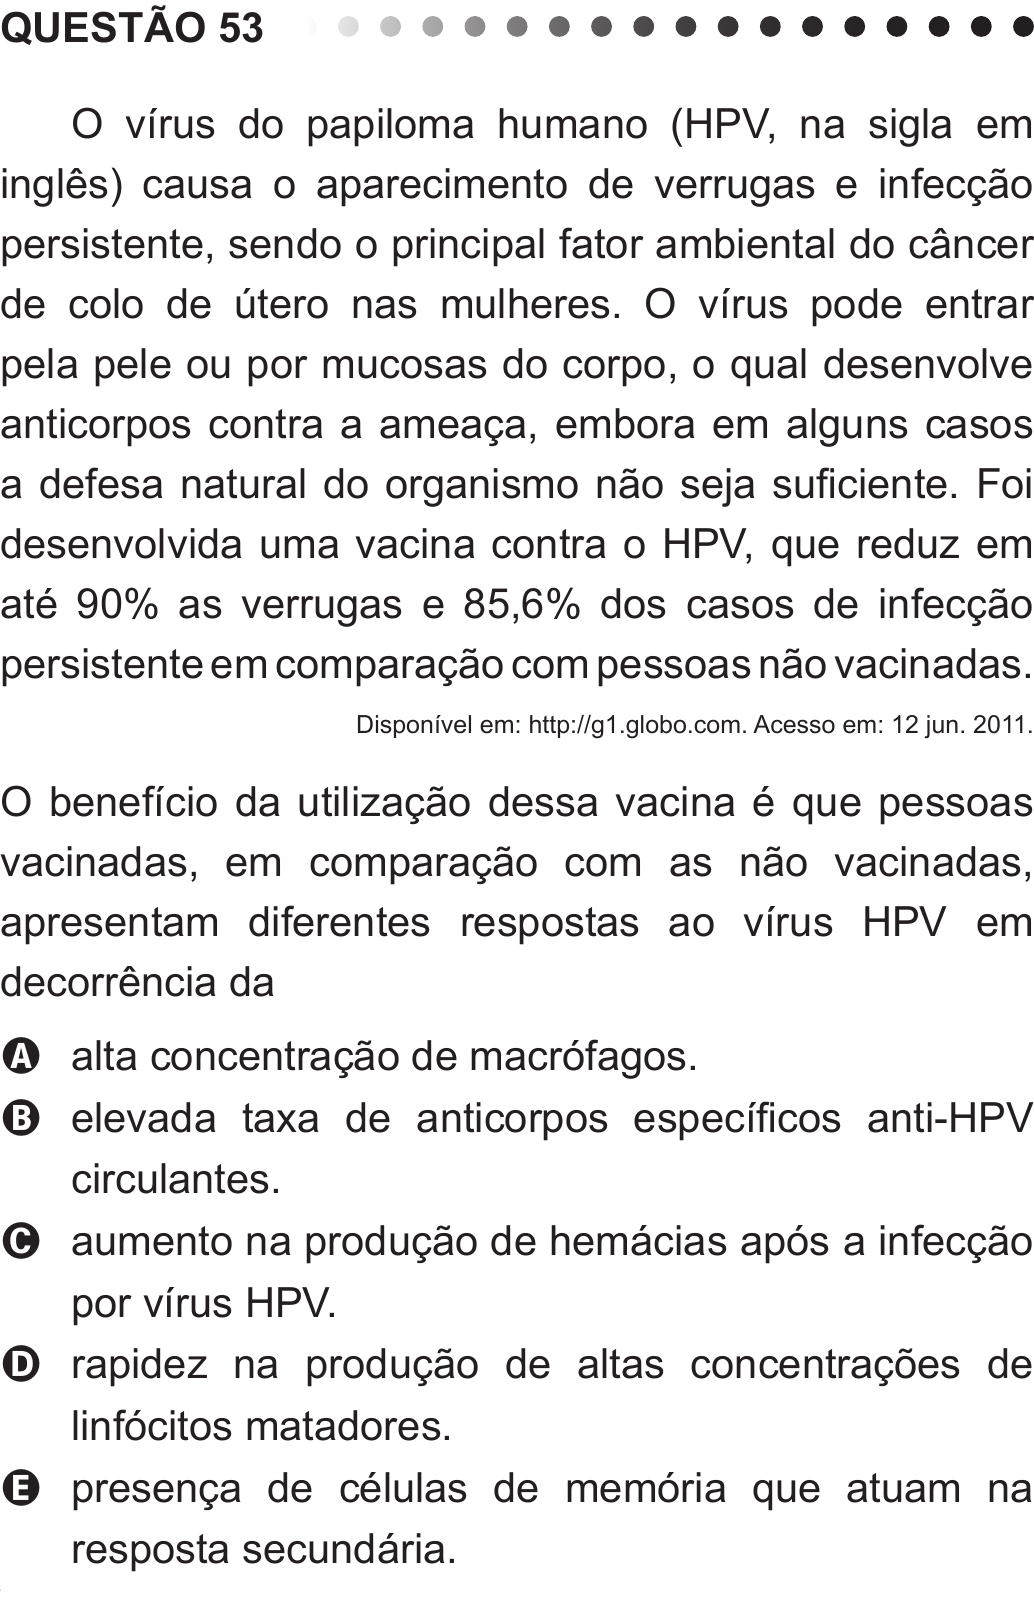 QUESTÃO 53
O vírus do papiloma humano (HPV, na sigla em
inglês) causa o aparecimento de verrugas e infecção
persistente, sendo o principal fator ambiental do câncer
de colo de útero nas mulheres. O vírus pode entrar
pela pele ou por mucosas do corpo, o qual desenvolve
anticorpos contra a ameaça, embora em alguns casos
a defesa natural do organismo não seja suficiente. Foi
desenvolvida uma vacina contra o HPV, que reduz em
até 90% as verrugas e 85,6% dos casos de infecção
persistente em comparação com pessoas não vacinadas.
Disponível em: http://g1.globo.com. Acesso em: 12 jun. 2011.
O benefício da utilização dessa vacina é que pessoas
vacinadas, em comparação com as não vacinadas,
apresentam diferentes respostas ao vírus HPV em
decorrência da
A alta concentração de macrófagos.
B elevada taxa de anticorpos específicos anti-HPV
circulantes.
C aumento na produção de hemácias após a infecção
por vírus HPV.
D rapidez na produção de altas concentrações de
linfócitos matadores.
E presença de células de memória que atuam na
resposta secundária.